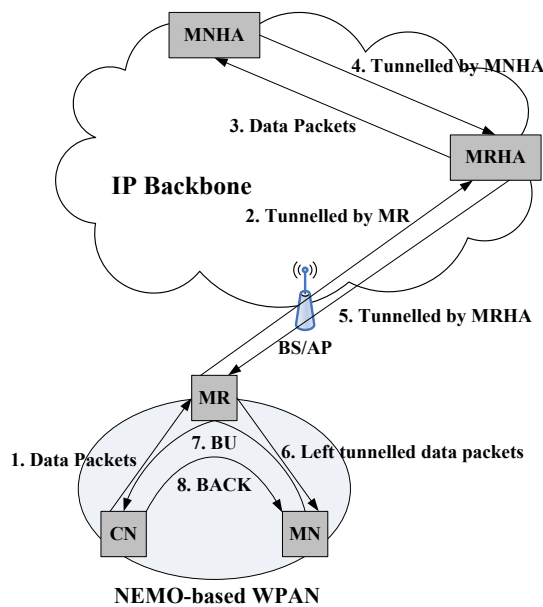 MNHA
4. Tunnelled by MNHA
3. Data Packets
MRHA
IP Backbone
2. Tunnelled by MR
5. Tunnelled by MRHA
BS/AP
MR
1. Data Packets
7. BU
6. Left tunnelled data packets
8. BACK
CN
MN
NEMO-based WPAN